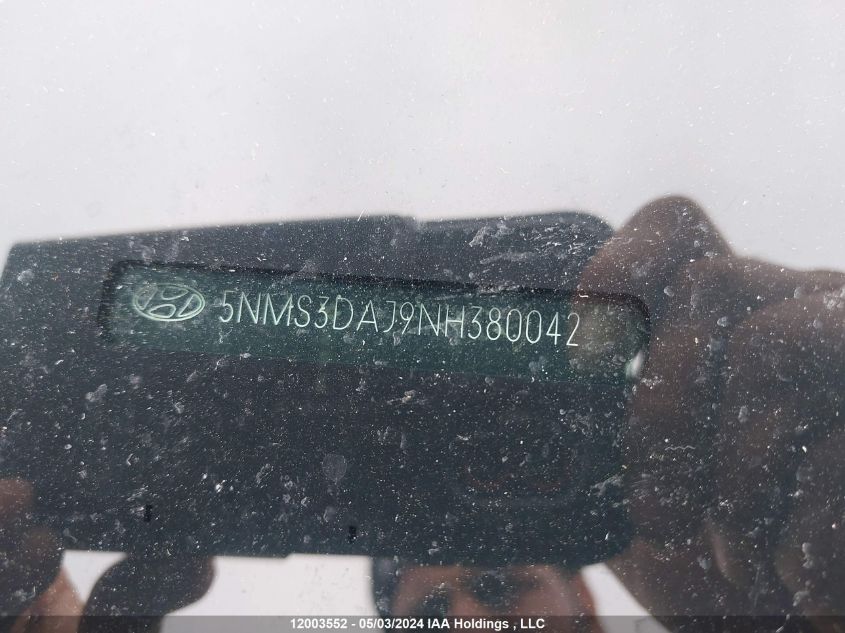 5NMS3DAJ9NH380042
12003552 - 05/03/2024 IAA Holdings , LLC